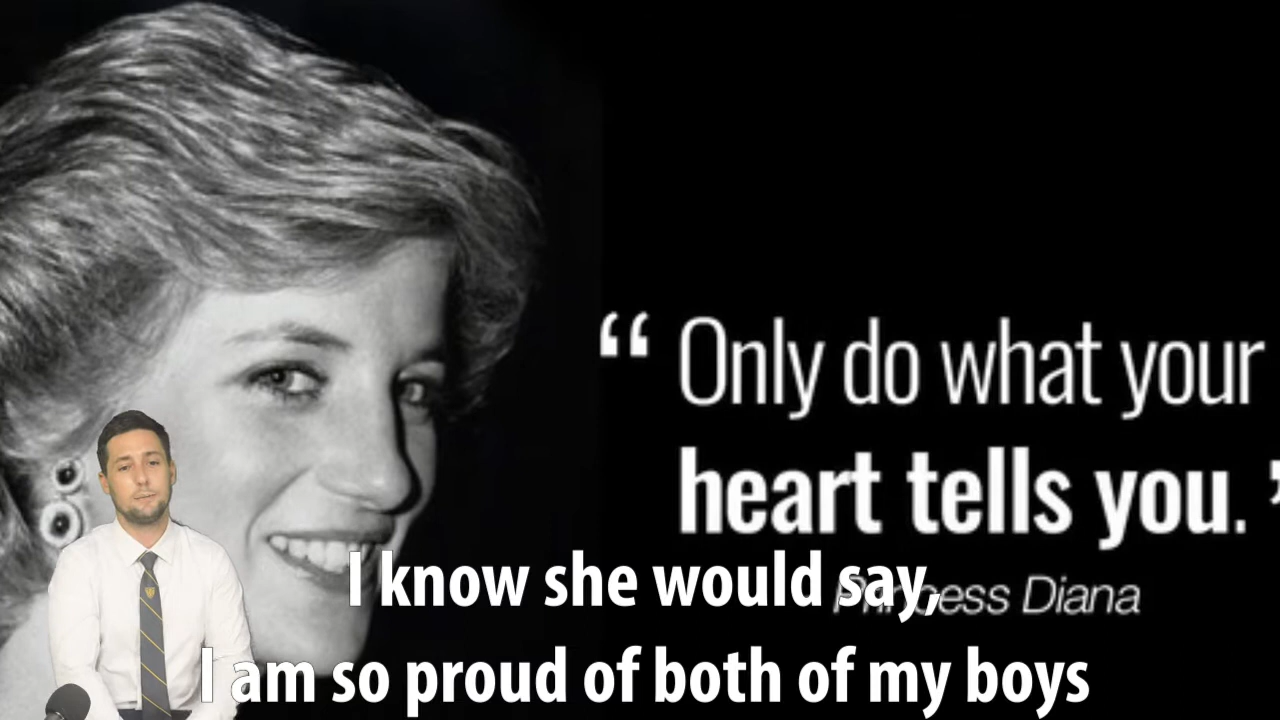 “ Only do what your
heart tells you.”
Princess Diana
I know she would say,
I am so proud of both of my boys